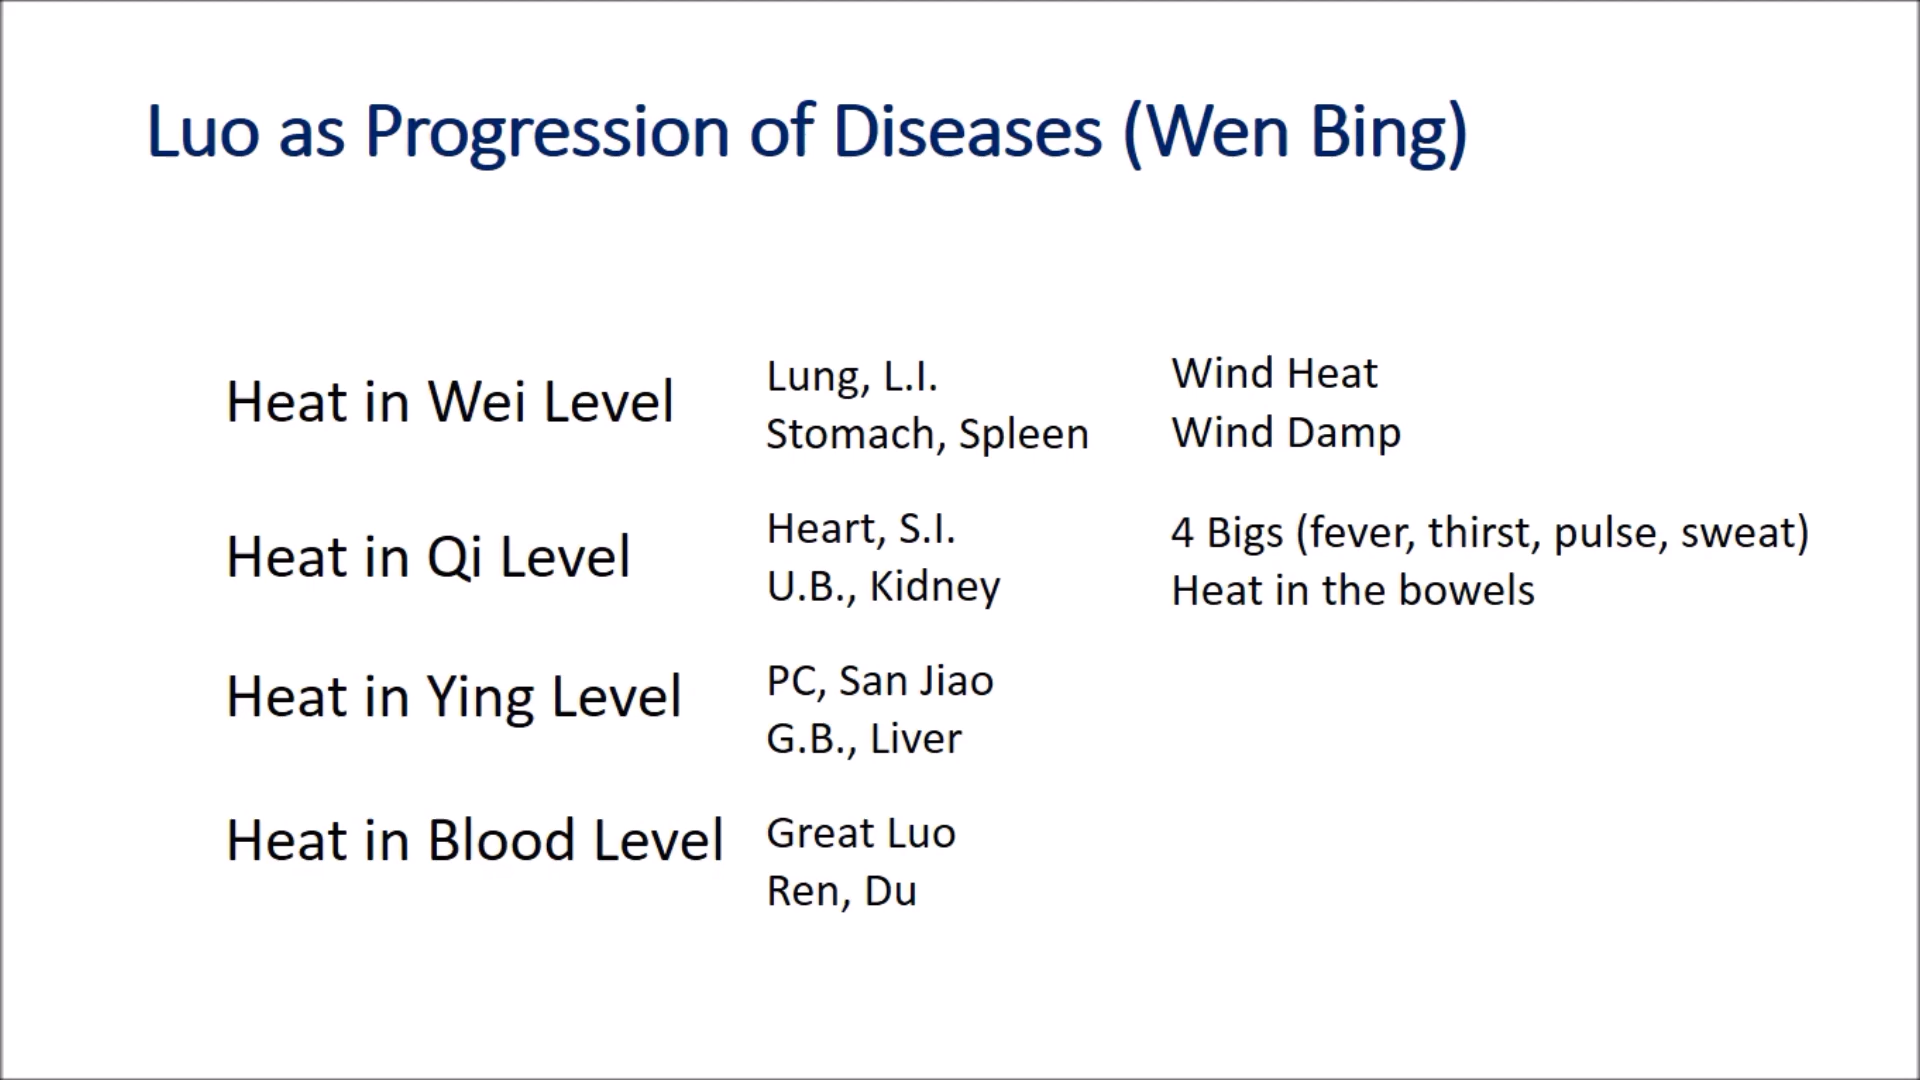 Luo as Progression of Diseases (Wen Bing)
Heat in Wei Level
Lung, L.I.
Stomach, Spleen
Wind Heat
Wind Damp
Heat in Qi Level
Heart, S.I.
U.B., Kidney
4 Bigs (fever, thirst, pulse, sweat)
Heat in the bowels
Heat in Ying Level
PC, San Jiao
G.B., Liver
Heat in Blood Level
Great Luo
Ren, Du